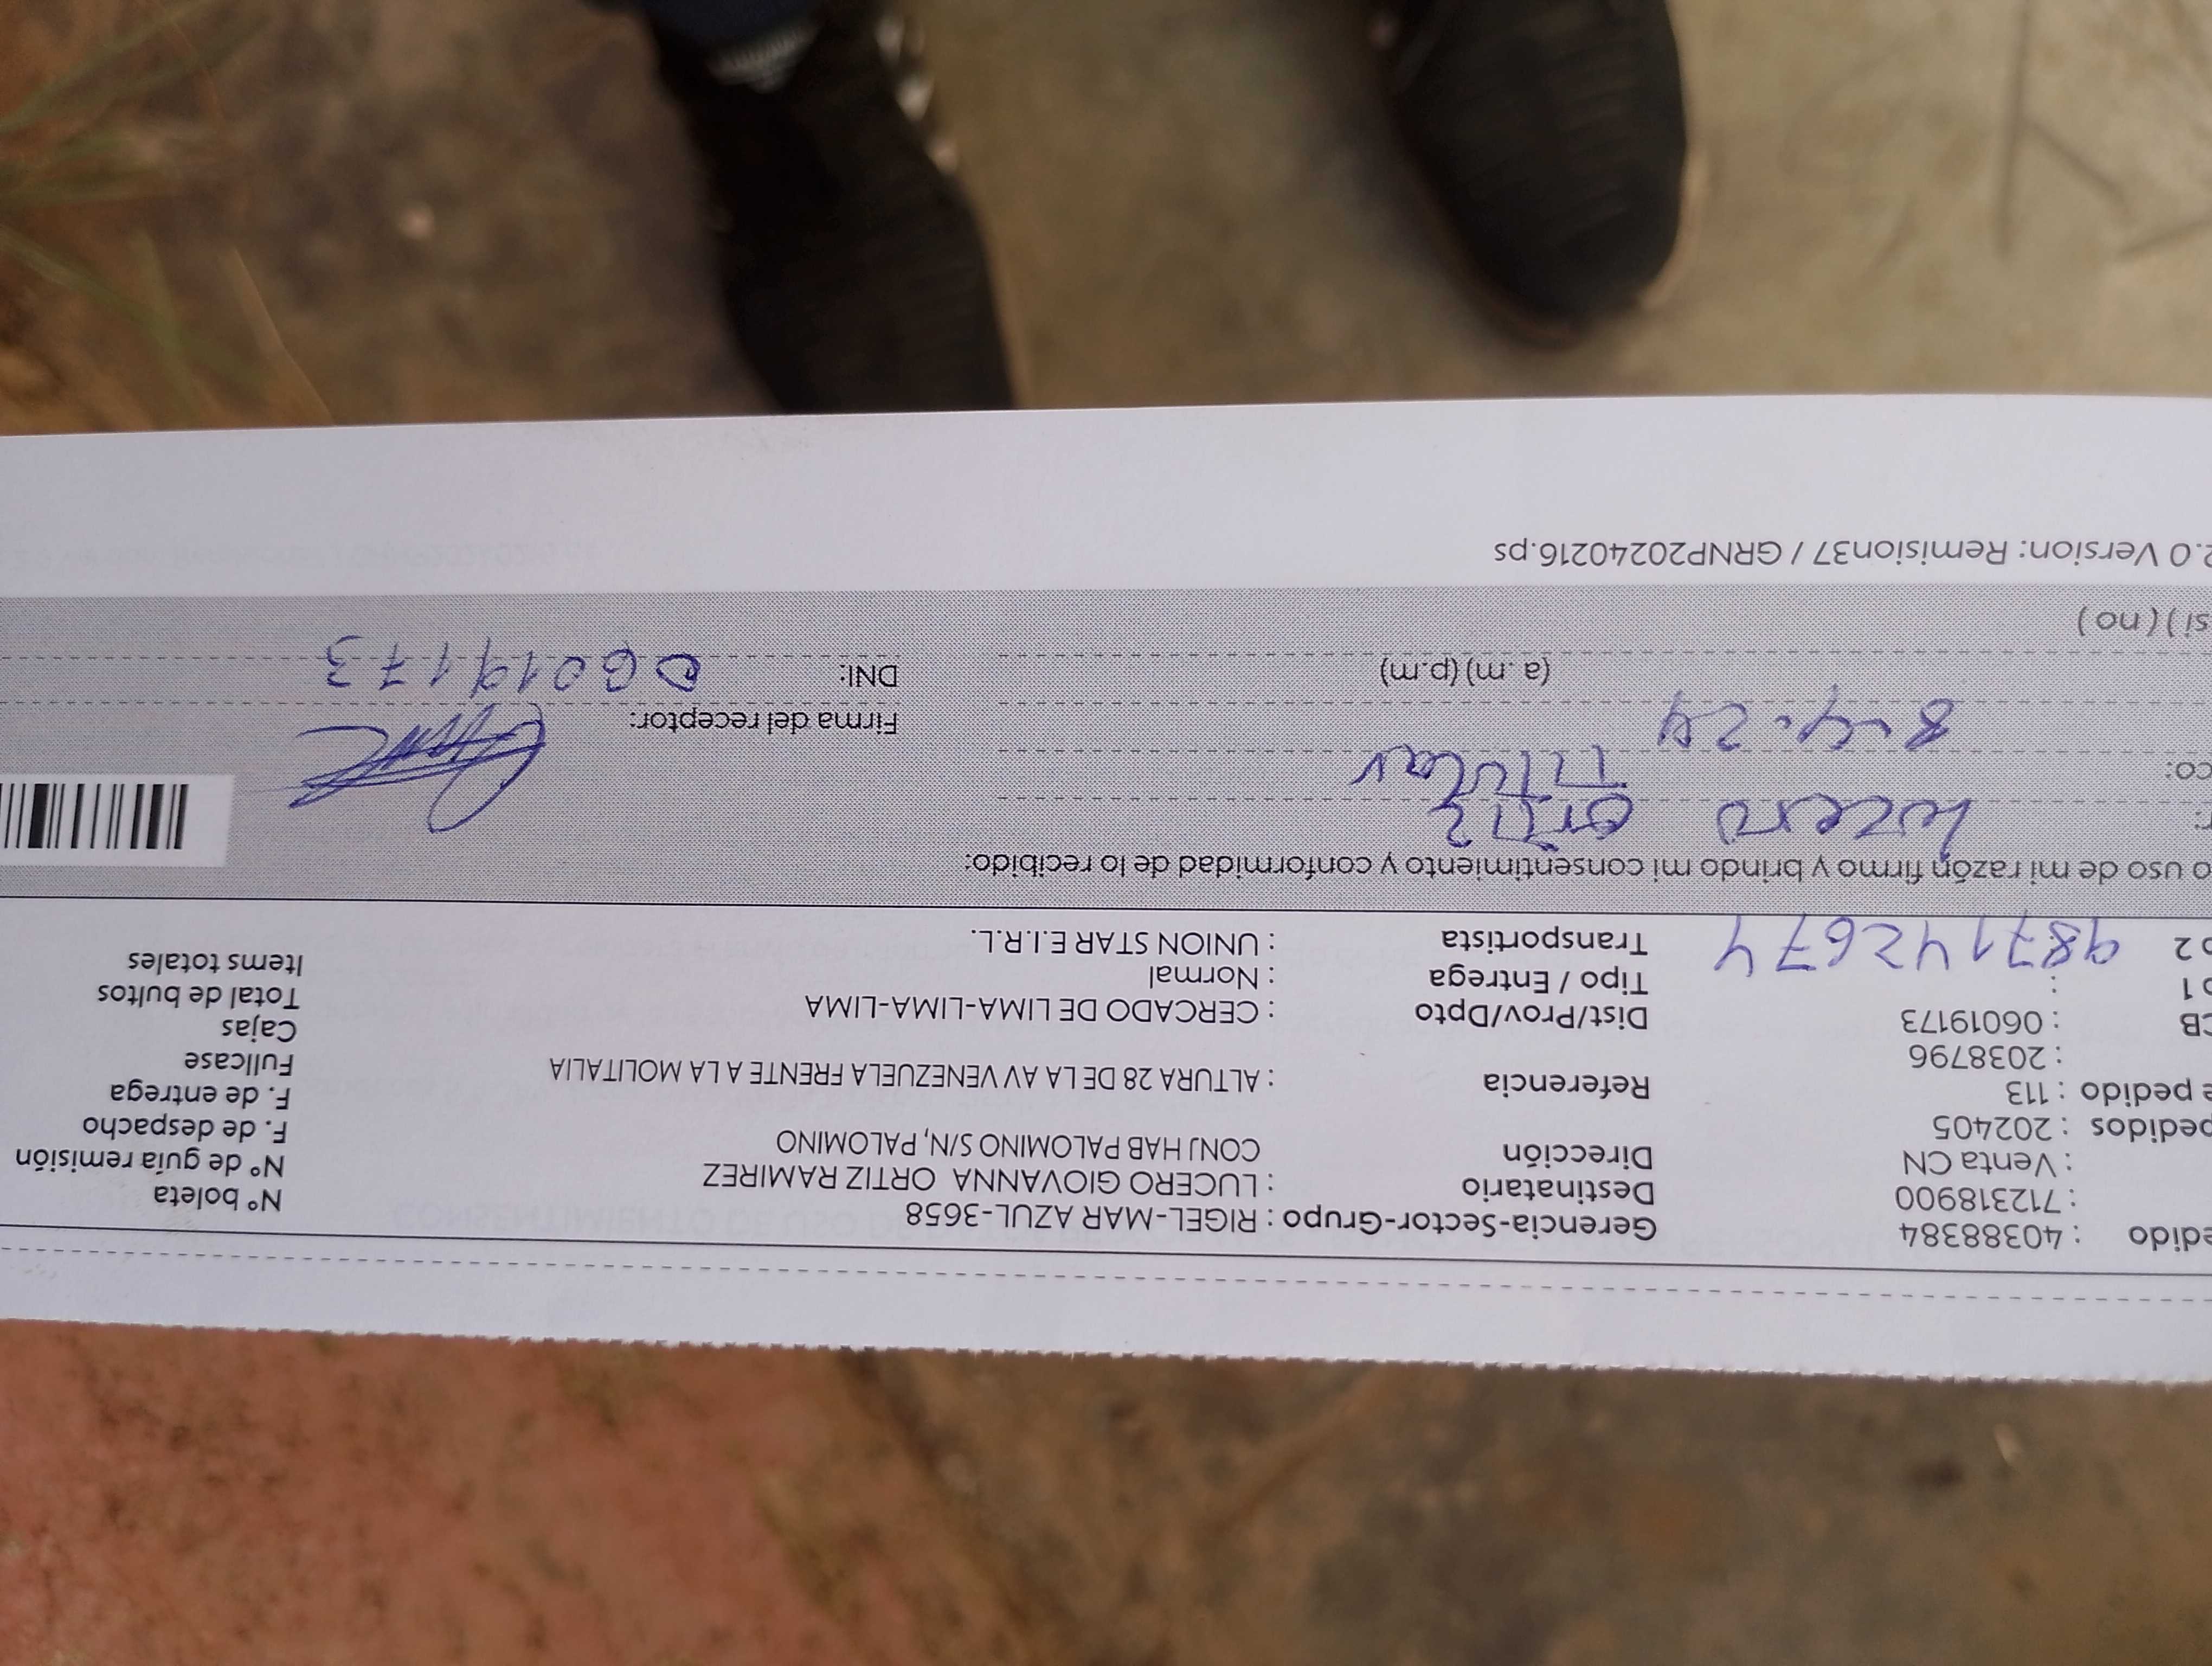 edido : 40388384 Gerencia-Sector-Grupo : RIGEL-MAR AZUL-3658 N° boleta
: 712318900 Destinatario : LUCERO GIOVANNA ORTIZ RAMIREZ N° de guía remisión
: Venta CN Dirección CONJ HAB PALOMINO S/N, PALOMINO F. de despacho
pedidos : 202405 F. de entrega
e pedido : 113 Referencia : ALTURA 28 DE LA AV VENEZUELA FRENTE A LA MOLITALIA Fullcase
: 2038796 Cajas
CB : 06019173 Dist/Prov/Dpto : CERCADO DE LIMA-LIMA-LIMA Total de bultos
o 1 : Tipo / Entrega : Normal Items totales
o 2 : 987142674 Transportista : UNION STAR E.I.R.L.
o uso de mi razón firmo y brindo mi consentimiento y conformidad de lo recibido:
r: Lucero Ortiz
co: Titular
8-4-24 Firma del receptor:
(a.m) (p.m) DNI: 06019173
si ) ( no )
2.0 Version: Remision37 / GRNP20240216.ps